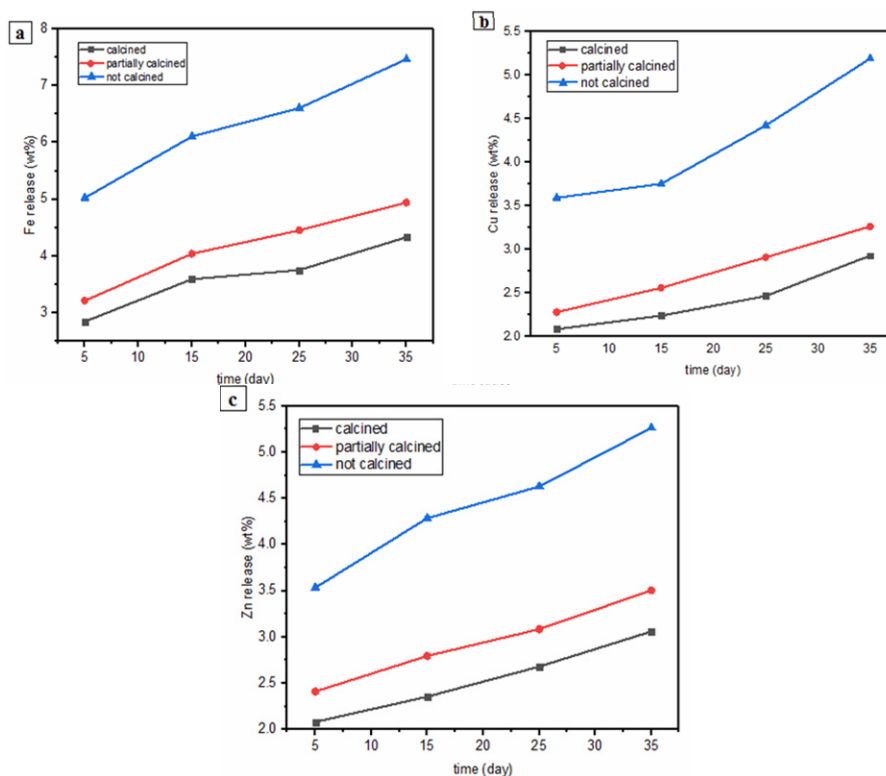 a
calcined
partially calcined
not calcined
Fe release (wt%)
8
7
6
5
4
3
5 10 15 20 25 30 35
time (day)
b
calcined
partially calcined
not calcined
Cu release (wt%)
5.5
5.0
4.5
4.0
3.5
3.0
2.5
2.0
5 10 15 20 25 30 35
time (day)
c
calcined
partially calcined
not calcined
Zn release (wt%)
5.5
5.0
4.5
4.0
3.5
3.0
2.5
2.0
5 10 15 20 25 30 35
time (day)